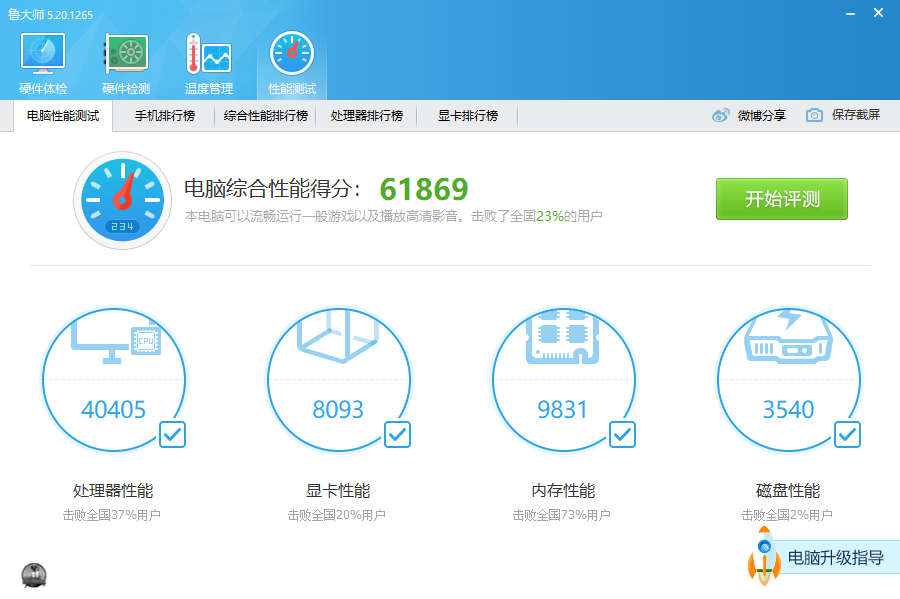 鲁大师 5.20.1265
硬件体检 硬件检测 温度管理 性能测试
电脑性能测试 手机排行榜 综合性能排行榜 处理器排行榜 显卡排行榜 微博分享 保存截屏
电脑综合性能得分： 61869
本电脑可以流畅运行一般游戏以及播放高清影音。击败了全国23%的用户
开始评测
234
CPU
40405 8093 9831 3540
处理器性能 显卡性能 内存性能 磁盘性能
击败全国37%用户 击败全国20%用户 击败全国73%用户 击败全国2%用户
电脑升级指导